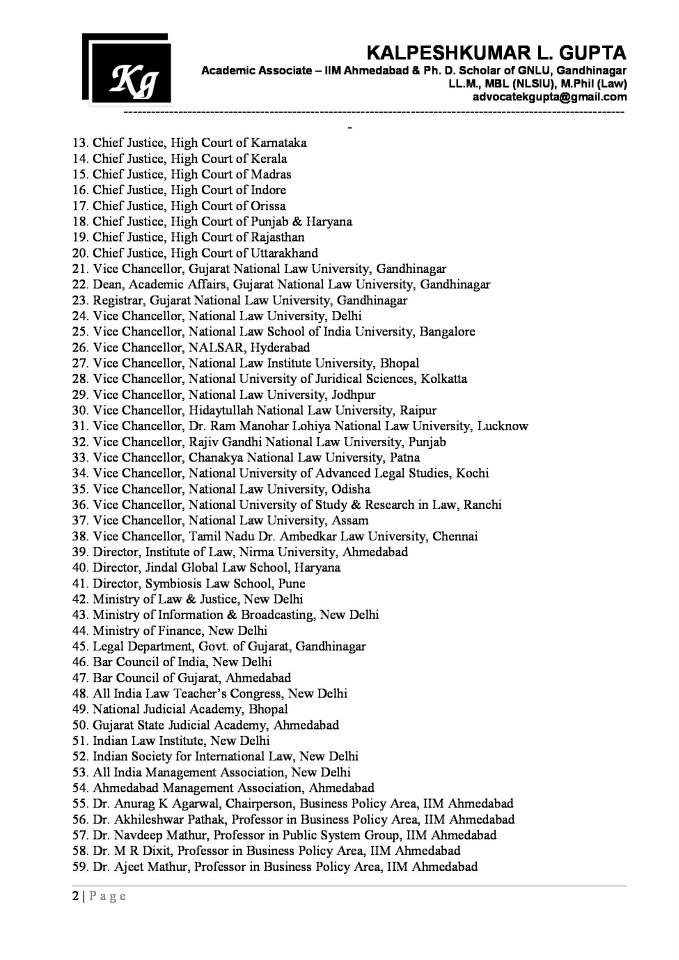 Kg
KALPESHKUMAR L. GUPTA
Academic Associate – IIM Ahmedabad & Ph. D. Scholar of GNLU, Gandhinagar
LL.M., MBL (NLSIU), M.Phil (Law)
advocatekgupta@gmail.com
--------------------------------------------------------------------------------------------------------------
-
13. Chief Justice, High Court of Karnataka
14. Chief Justice, High Court of Kerala
15. Chief Justice, High Court of Madras
16. Chief Justice, High Court of Indore
17. Chief Justice, High Court of Orissa
18. Chief Justice, High Court of Punjab & Haryana
19. Chief Justice, High Court of Rajasthan
20. Chief Justice, High Court of Uttarakhand
21. Vice Chancellor, Gujarat National Law University, Gandhinagar
22. Dean, Academic Affairs, Gujarat National Law University, Gandhinagar
23. Registrar, Gujarat National Law University, Gandhinagar
24. Vice Chancellor, National Law University, Delhi
25. Vice Chancellor, National Law School of India University, Bangalore
26. Vice Chancellor, NALSAR, Hyderabad
27. Vice Chancellor, National Law Institute University, Bhopal
28. Vice Chancellor, National University of Juridical Sciences, Kolkatta
29. Vice Chancellor, National Law University, Jodhpur
30. Vice Chancellor, Hidaytullah National Law University, Raipur
31. Vice Chancellor, Dr. Ram Manohar Lohiya National Law University, Lucknow
32. Vice Chancellor, Rajiv Gandhi National Law University, Punjab
33. Vice Chancellor, Chanakya National Law University, Patna
34. Vice Chancellor, National University of Advanced Legal Studies, Kochi
35. Vice Chancellor, National Law University, Odisha
36. Vice Chancellor, National University of Study & Research in Law, Ranchi
37. Vice Chancellor, National Law University, Assam
38. Vice Chancellor, Tamil Nadu Dr. Ambedkar Law University, Chennai
39. Director, Institute of Law, Nirma University, Ahmedabad
40. Director, Jindal Global Law School, Haryana
41. Director, Symbiosis Law School, Pune
42. Ministry of Law & Justice, New Delhi
43. Ministry of Information & Broadcasting, New Delhi
44. Ministry of Finance, New Delhi
45. Legal Department, Govt. of Gujarat, Gandhinagar
46. Bar Council of India, New Delhi
47. Bar Council of Gujarat, Ahmedabad
48. All India Law Teacher’s Congress, New Delhi
49. National Judicial Academy, Bhopal
50. Gujarat State Judicial Academy, Ahmedabad
51. Indian Law Institute, New Delhi
52. Indian Society for International Law, New Delhi
53. All India Management Association, New Delhi
54. Ahmedabad Management Association, Ahmedabad
55. Dr. Anurag K Agarwal, Chairperson, Business Policy Area, IIM Ahmedabad
56. Dr. Akhileshwar Pathak, Professor in Business Policy Area, IIM Ahmedabad
57. Dr. Navdeep Mathur, Professor in Public System Group, IIM Ahmedabad
58. Dr. M R Dixit, Professor in Business Policy Area, IIM Ahmedabad
59. Dr. Ajeet Mathur, Professor in Business Policy Area, IIM Ahmedabad
2 | P a g e